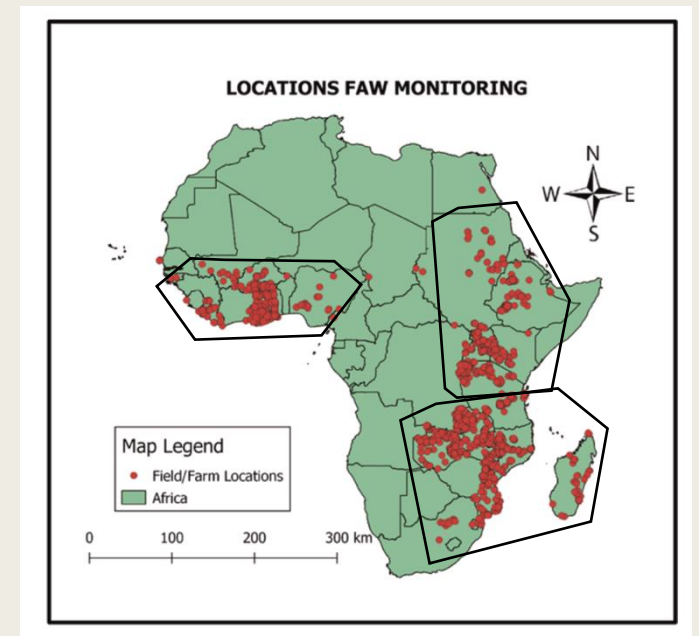 LOCATIONS FAW MONITORING
N
W E
S
Map Legend
Field/Farm Locations
Africa
0 100 200 300 km